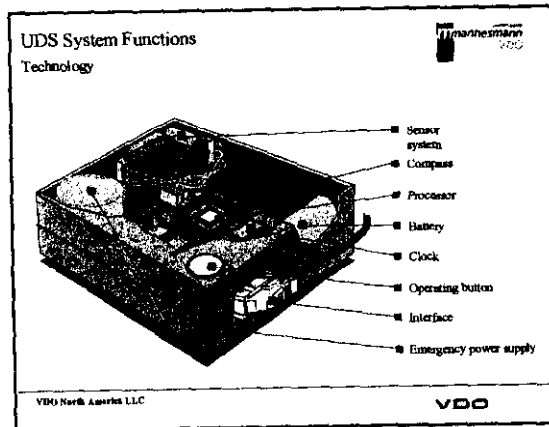 UDS System Functions
Technology
mannesmann
VDO
Sensor
system
Compass
Processor
Battery
Clock
Operating button
Interface
Emergency power supply
VDO North America LLC
VDO